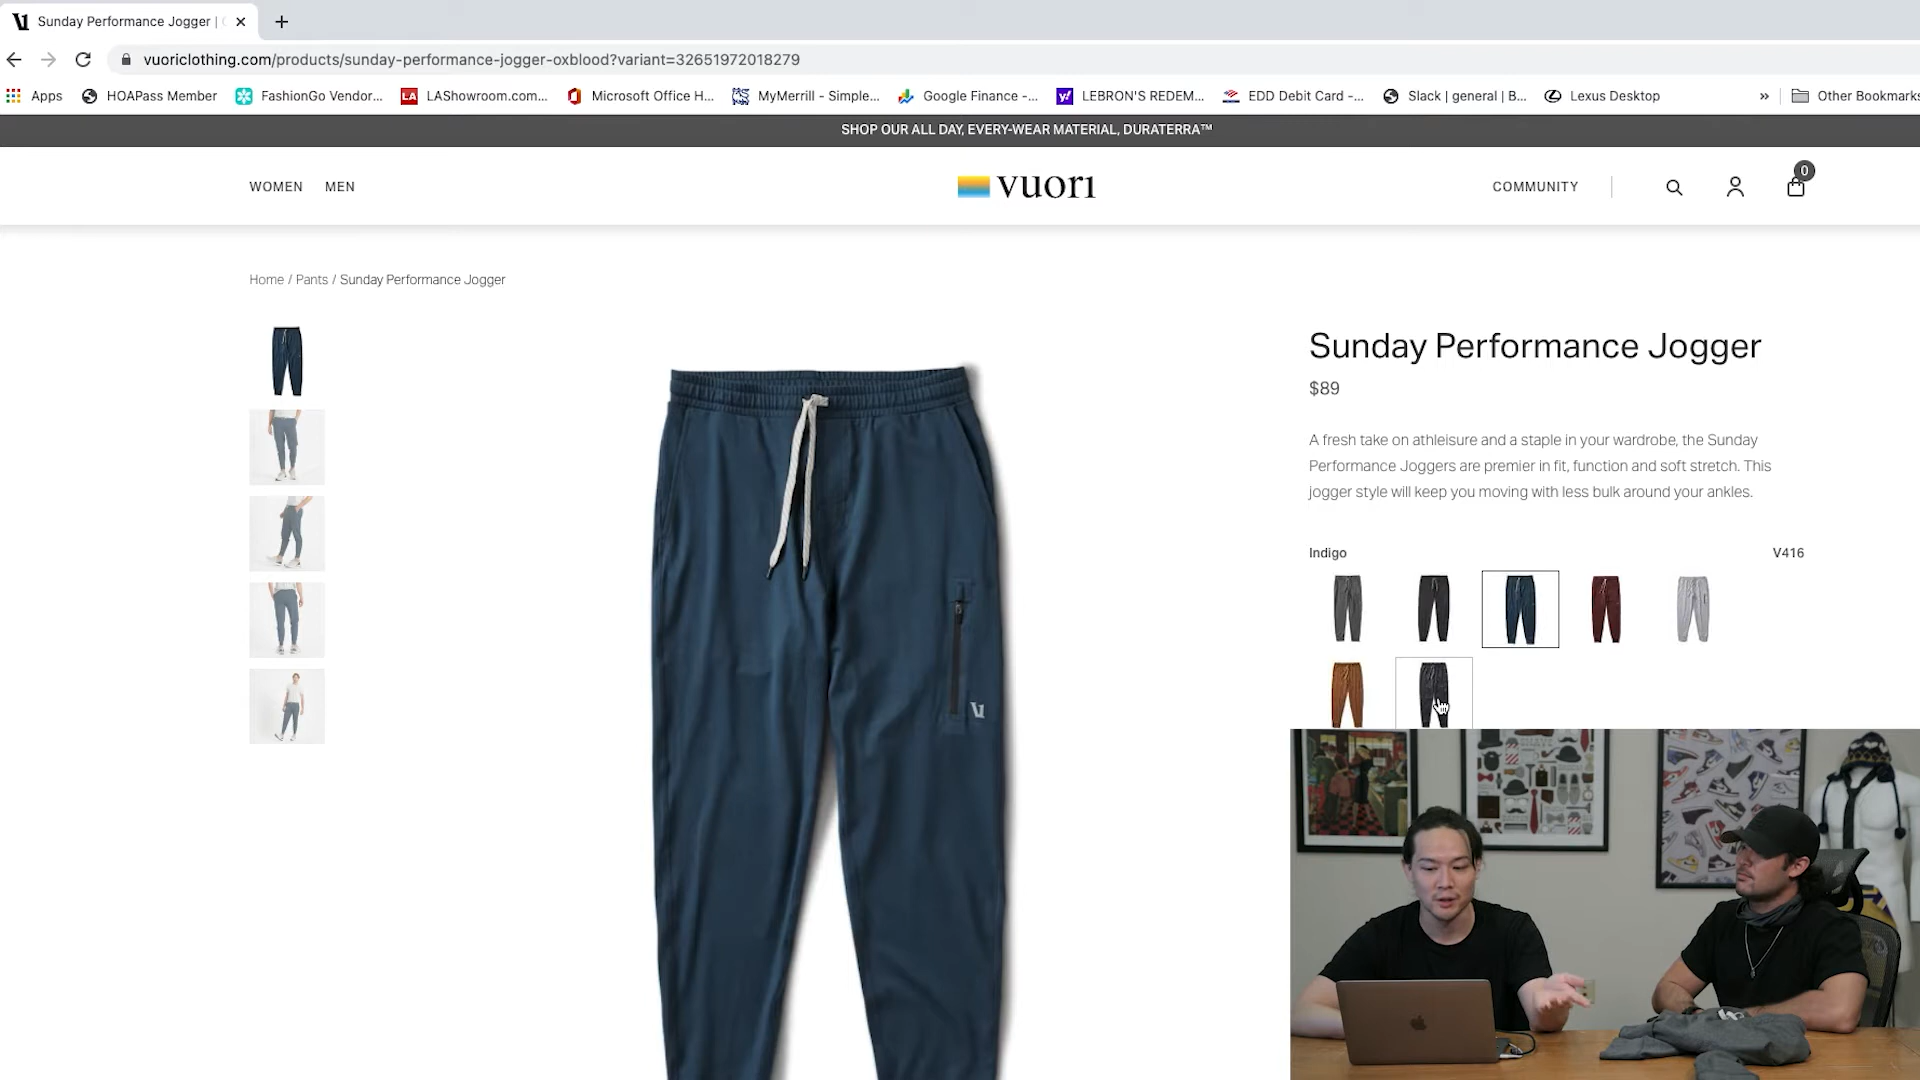 Sunday Performance Jogger |
vuoriclothing.com/products/sunday-performance-jogger-oxblood?variant=32651972018279
Apps HOAPass Member FashionGo Vendor... LAShowroom.com... Microsoft Office H... MyMerrill - Simple... Google Finance -... LEBRON'S REDEM... EDD Debit Card -... Slack | general | B... Lexus Desktop » Other Bookmarks
SHOP OUR ALL DAY, EVERY-WEAR MATERIAL, DURATERRA™
WOMEN MEN vuori COMMUNITY 0
Home / Pants / Sunday Performance Jogger
Sunday Performance Jogger
$89
A fresh take on athleisure and a staple in your wardrobe, the Sunday
Performance Joggers are premier in fit, function and soft stretch. This
jogger style will keep you moving with less bulk around your ankles.
Indigo V416